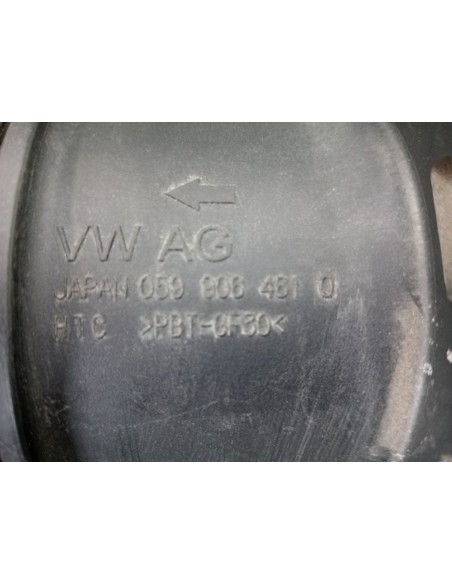 VW AG
JAPAN 059 906 461 Q
HTC >PBT-GF30<